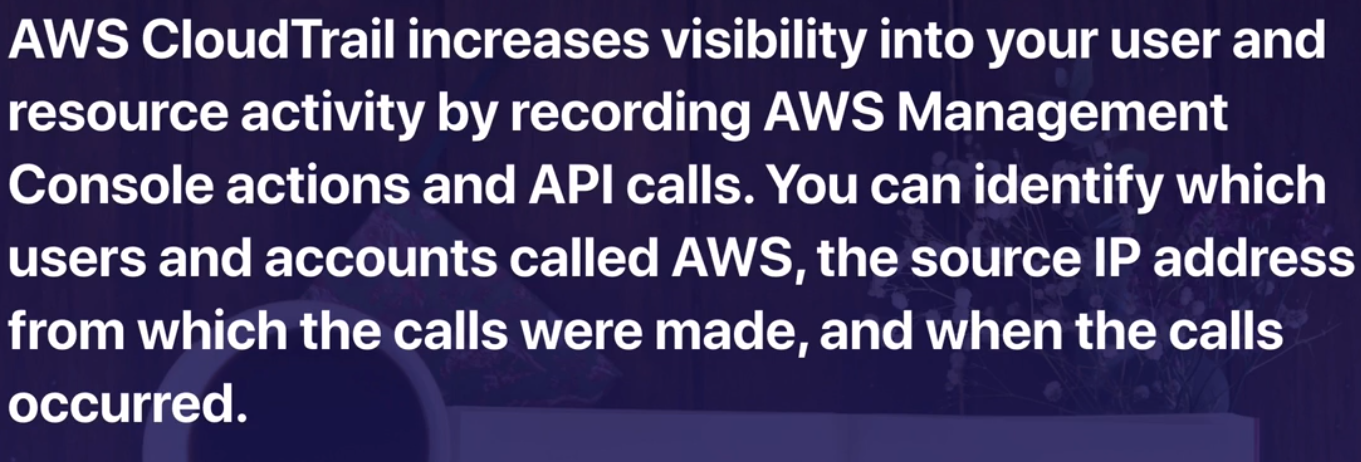 AWS CloudTrail increases visibility into your user and
resource activity by recording AWS Management
Console actions and API calls. You can identify which
users and accounts called AWS, the source IP address
from which the calls were made, and when the calls
occurred.